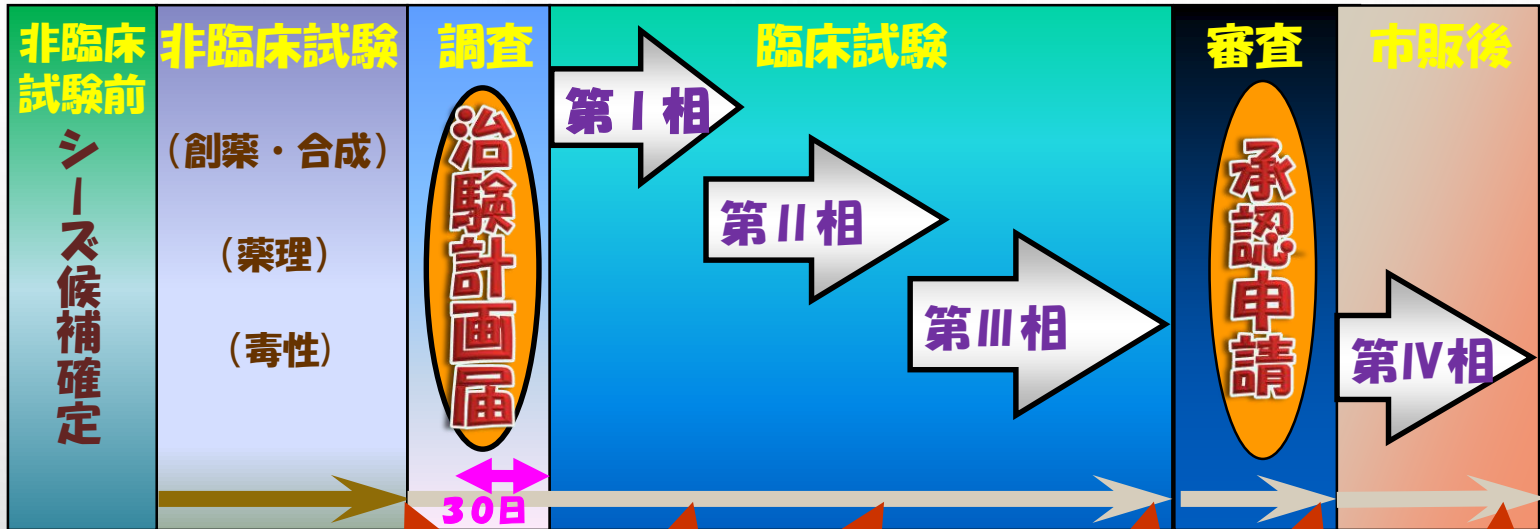 非臨床
試験前
シーズ候補確定
非臨床試験
（創薬・合成）
（薬理）
（毒性）
調査
治験計画届
30日
臨床試験
第Ⅰ相
第Ⅱ相
第Ⅲ相
審査
承認申請
市販後
第Ⅳ相